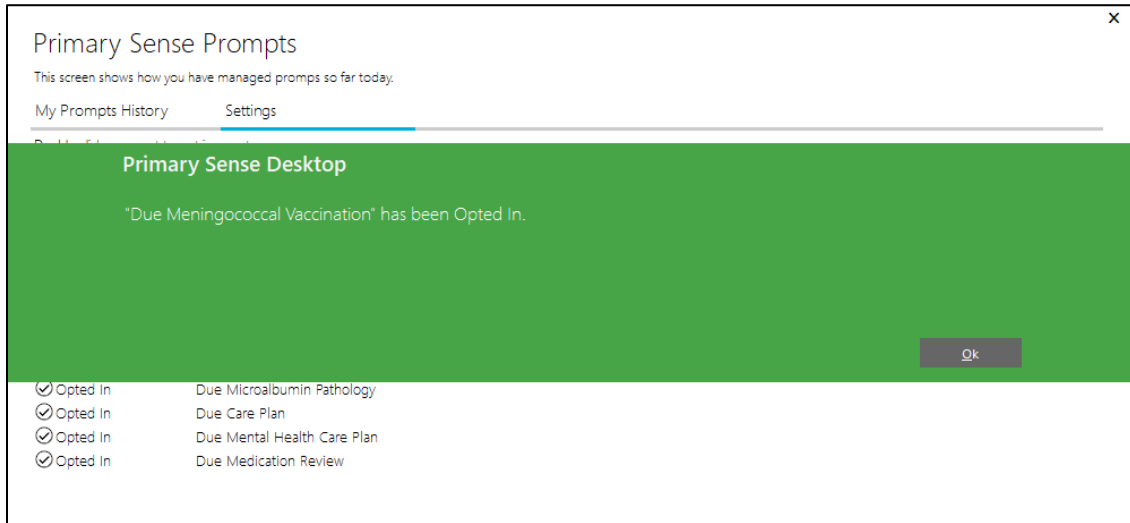 x
Primary Sense Prompts
This screen shows how you have managed promps so far today.
My Prompts History Settings
Primary Sense Desktop
"Due Meningococcal Vaccination" has been Opted In.
Ok
Opted In Due Microalbumin Pathology
Opted In Due Care Plan
Opted In Due Mental Health Care Plan
Opted In Due Medication Review